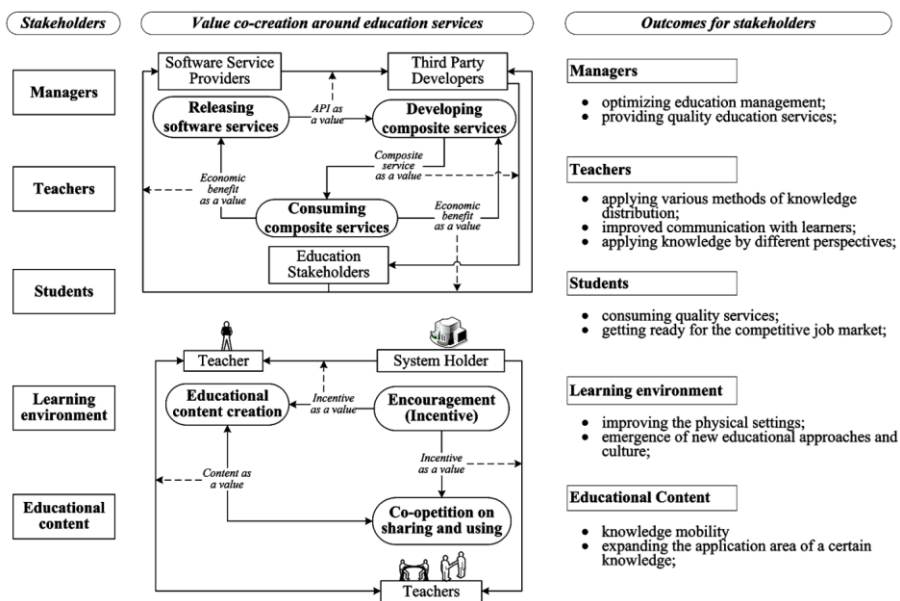 Stakeholders
Value co-creation around education services
Outcomes for stakeholders
Managers
Teachers
Students
Learning
environment
Educational
content
Software Service
Providers
Third Party
Developers
Releasing
software services
API as
a value
Developing
composite services
Composite
service
as a value
Economic
benefit
as a value
Consuming
composite services
Economic
benefit
as a value
Education
Stakeholders
Teacher
System Holder
Educational
content creation
Incentive
as a value
Encouragement
(Incentive)
Content as
a value
Incentive
as a value
Co-opetition on
sharing and using
Teachers
Managers
• optimizing education management;
• providing quality education services;
Teachers
• applying various methods of knowledge
distribution;
• improved communication with learners;
• applying knowledge by different perspectives;
Students
• consuming quality services;
• getting ready for the competitive job market;
Learning environment
• improving the physical settings;
• emergence of new educational approaches and
culture;
Educational Content
• knowledge mobility
• expanding the application area of a certain
knowledge;